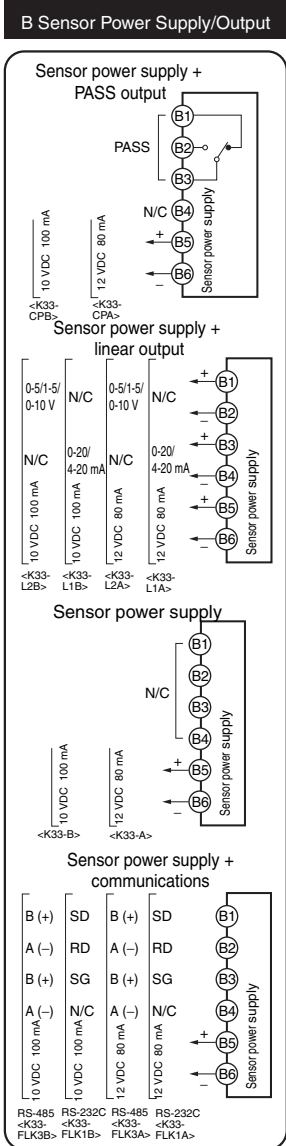 B Sensor Power Supply/Output
Sensor power supply +
PASS output
B1
PASS
B2
B3
N/C B4
+ B5
− B6
Sensor power supply
10 VDC 100 mA
12 VDC 80 mA
<K33-
CPB>
<K33-
CPA>
Sensor power supply +
linear output
0-5/1-5/
0-10 V
N/C
0-5/1-5/
0-10 V
N/C
+ B1
− B2
N/C
0-20/
4-20 mA
N/C
0-20/
4-20 mA
+ B3
− B4
10 VDC 100 mA
10 VDC 100 mA
12 VDC 80 mA
12 VDC 80 mA
+ B5
− B6
Sensor power supply
<K33-
L2B>
<K33-
L1B>
<K33-
L2A>
<K33-
L1A>
Sensor power supply
B1
B2
N/C
B3
B4
+ B5
− B6
Sensor power supply
10 VDC 100 mA
12 VDC 80 mA
<K33-B>
<K33-A>
Sensor power supply +
communications
B (+) SD B (+) SD B1
A (−) RD A (−) RD B2
B (+) SG B (+) SG B3
A (−) N/C A (−) N/C B4
+ B5
− B6
Sensor power supply
10 VDC 100 mA
10 VDC 100 mA
12 VDC 80 mA
12 VDC 80 mA
RS-485 RS-232C RS-485 RS-232C
<K33- <K33- <K33- <K33-
FLK3B> FLK1B> FLK3A> FLK1A>